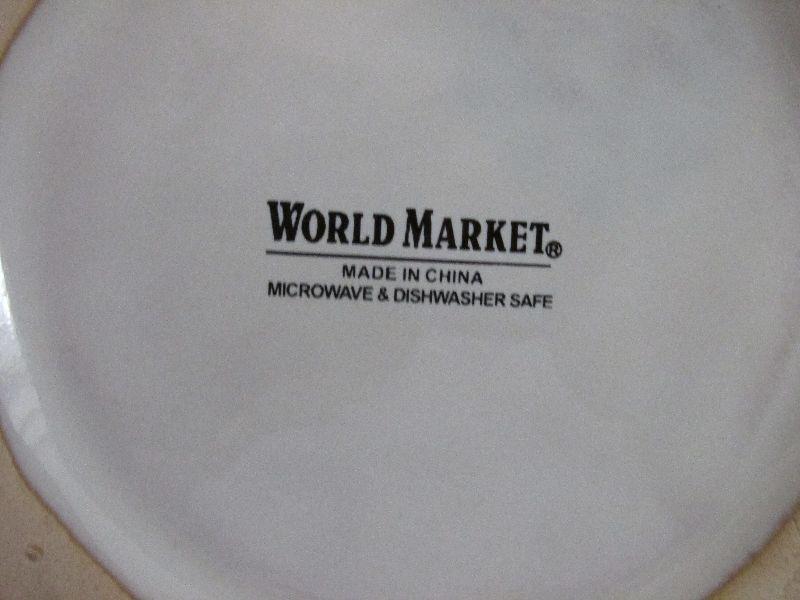 WORLD MARKET®
MADE IN CHINA
MICROWAVE & DISHWASHER SAFE